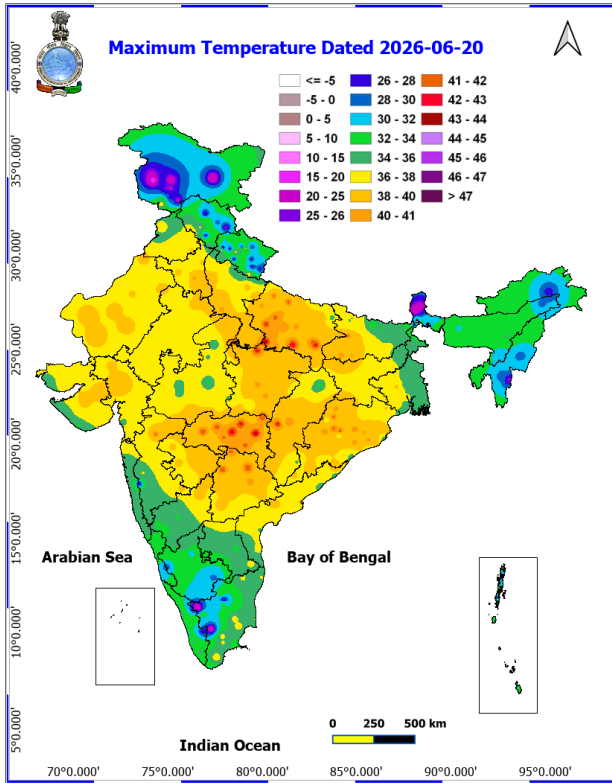 Maximum Temperature Dated 2026-06-20
<= -5
-5 - 0
0 - 5
5 - 10
10 - 15
15 - 20
20 - 25
25 - 26
26 - 28
28 - 30
30 - 32
32 - 34
34 - 36
36 - 38
38 - 40
40 - 41
41 - 42
42 - 43
43 - 44
44 - 45
45 - 46
46 - 47
> 47
40°0.000'
35°0.000'
30°0.000'
25°0.000'
20°0.000'
15°0.000'
10°0.000'
5°0.000'
Arabian Sea
Bay of Bengal
Indian Ocean
0 250 500 km
70°0.000' 75°0.000' 80°0.000' 85°0.000' 90°0.000' 95°0.000'